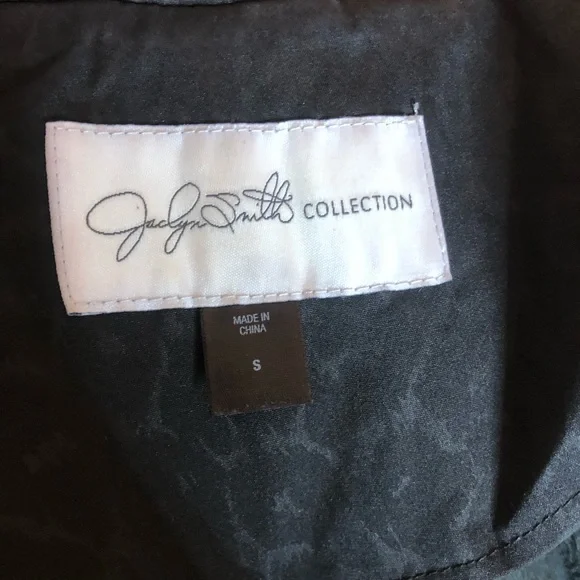 Jaclyn Smith COLLECTION
MADE IN
CHINA
S